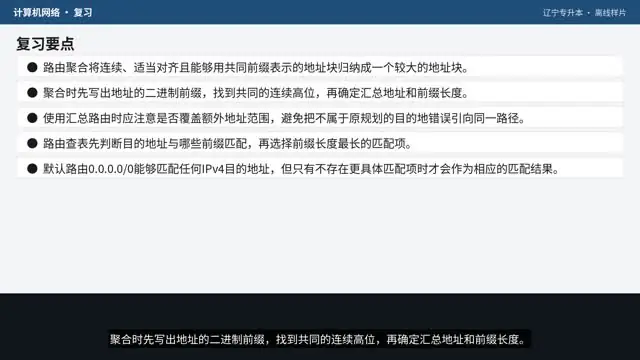 计算机网络 • 复习
辽宁专升本 • 离线样片
复习要点
● 路由聚合将连续、适当对齐且能够用共同前缀表示的地址块归纳成一个较大的地址块。
● 聚合时先写出地址的二进制前缀，找到共同的连续高位，再确定汇总地址和前缀长度。
● 使用汇总路由时应注意是否覆盖额外地址范围，避免把不属于原规划的目的地错误引向同一路径。
● 路由查表先判断目的地址与哪些前缀匹配，再选择前缀长度最长的匹配项。
● 默认路由0.0.0.0/0能够匹配任何IPv4目的地址，但只有不存在更具体匹配项时才会作为相应的匹配结果。
聚合时先写出地址的二进制前缀，找到共同的连续高位，再确定汇总地址和前缀长度。